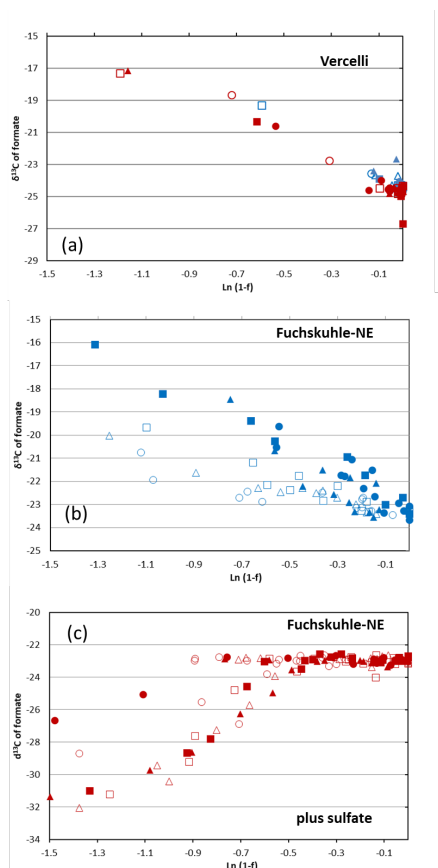 -15
-17
-19
-21
-23
-25
-27
-29
δ¹³C of formate
Vercelli
(a)
-1.5 -1.3 -1.1 -0.9 -0.7 -0.5 -0.3 -0.1
Ln (1-f)
-15
-16
-17
-18
-19
-20
-21
-22
-23
-24
-25
δ¹³C of formate
Fuchskuhle-NE
(b)
-1.5 -1.3 -1.1 -0.9 -0.7 -0.5 -0.3 -0.1
Ln (1-f)
-20
-22
-24
-26
-28
-30
-32
-34
d¹³C of formate
Fuchskuhle-NE
(c)
plus sulfate
-1.5 -1.3 -1.1 -0.9 -0.7 -0.5 -0.3 -0.1
Ln (1-f)